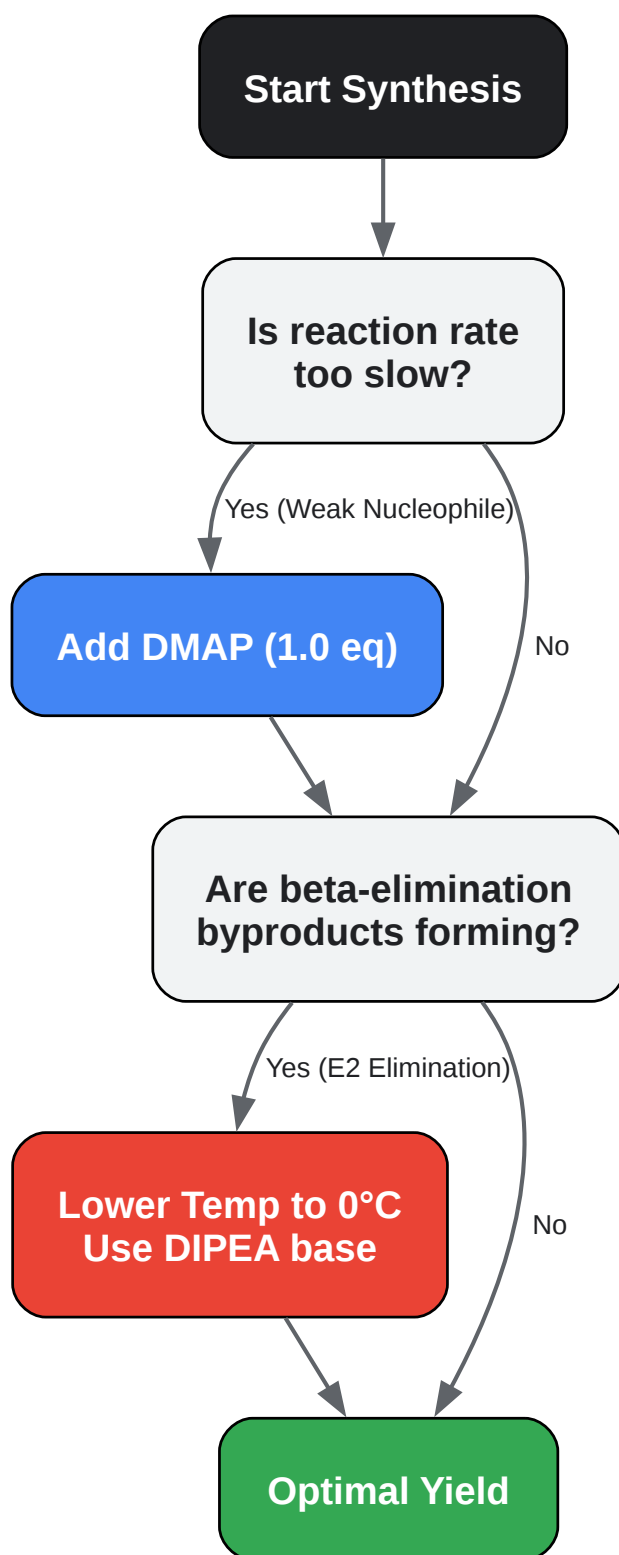 Start Synthesis
Is reaction rate
too slow?
Yes (Weak Nucleophile)
Add DMAP (1.0 eq)
No
Are beta-elimination
byproducts forming?
Yes (E2 Elimination)
Lower Temp to 0°C
Use DIPEA base
No
Optimal Yield